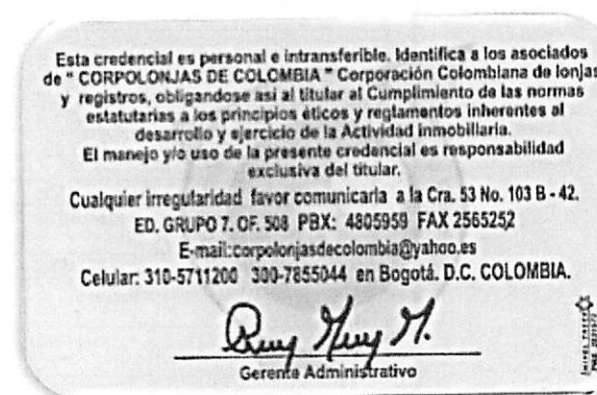 Esta credencial es personal e intransferible. Identifica a los asociados
de " CORPOLONJAS DE COLOMBIA " Corporación Colombiana de lonjas
y registros, obligandose asi al titular al Cumplimiento de las normas
estatutarias a los principios éticos y reglamentos inherentes al
desarrollo y ejercicio de la Actividad inmobiliaria.
El manejo y/o uso de la presente credencial es responsabilidad
exclusiva del titular.
Cualquier irregularidad favor comunicarla a la Cra. 53 No. 103 B - 42.
ED. GRUPO 7. OF. 508 PBX: 4805959 FAX 2565252
E-mail:corpolonjasdecolombia@yahoo.es
Celular: 310-5711200 300-7855044 en Bogotá. D.C. COLOMBIA.
Gerente Administrativo